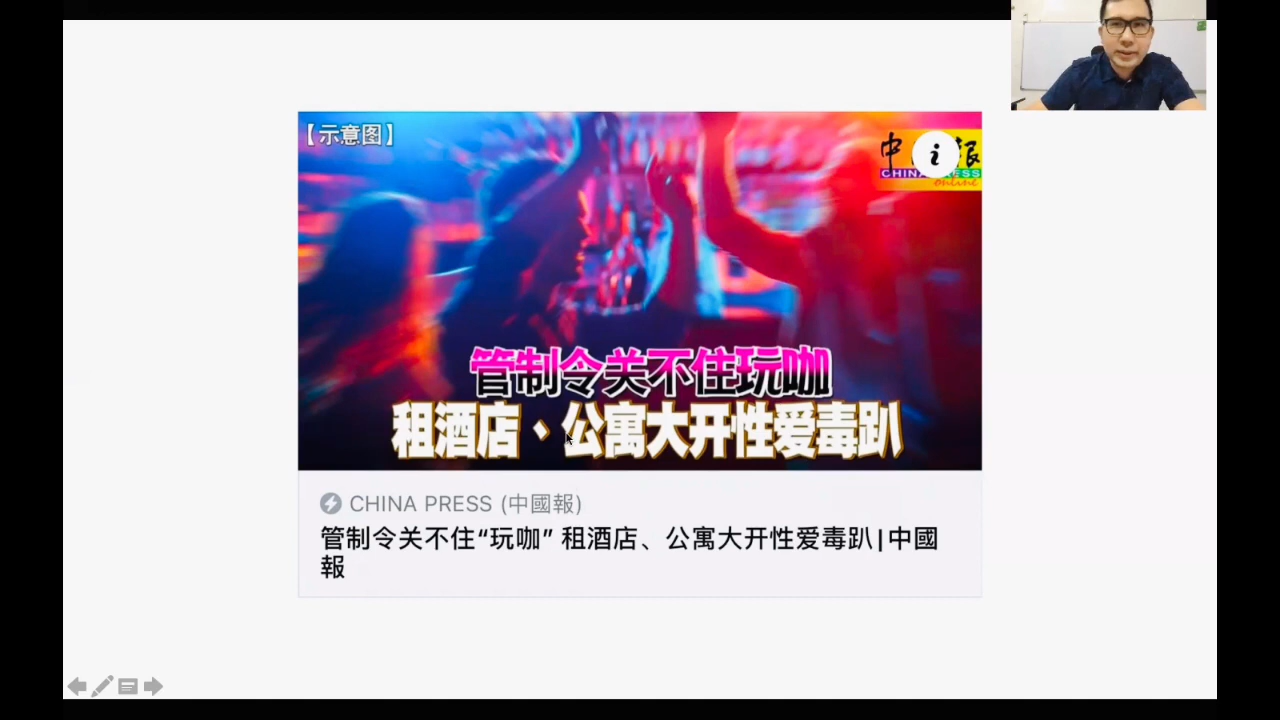 【示意图】
中 報
CHINA PRESS
online
管制令关不住玩咖
租酒店、公寓大开性爱毒趴
CHINA PRESS (中國報)
管制令关不住“玩咖” 租酒店、公寓大开性爱毒趴|中國
報